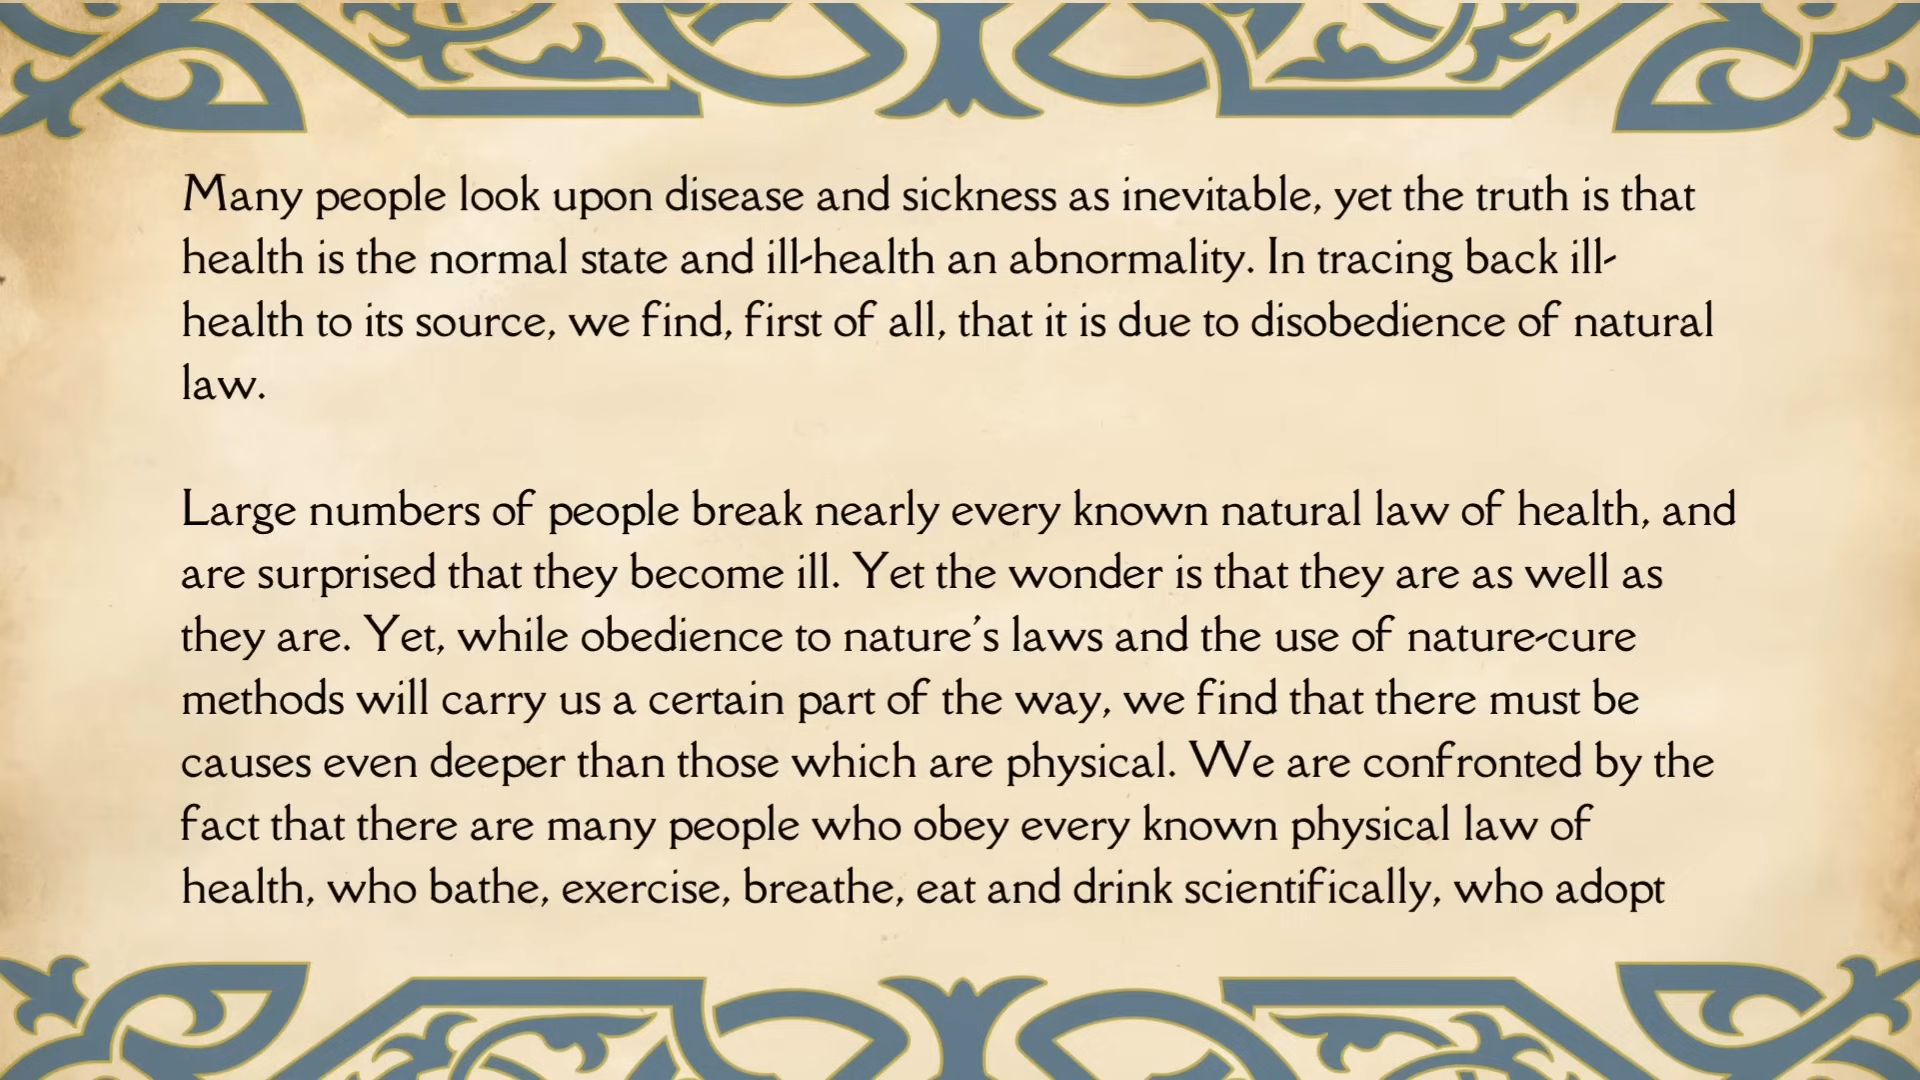 Many people look upon disease and sickness as inevitable, yet the truth is that
health is the normal state and ill-health an abnormality. In tracing back ill-
health to its source, we find, first of all, that it is due to disobedience of natural
law.
Large numbers of people break nearly every known natural law of health, and
are surprised that they become ill. Yet the wonder is that they are as well as
they are. Yet, while obedience to nature’s laws and the use of nature-cure
methods will carry us a certain part of the way, we find that there must be
causes even deeper than those which are physical. We are confronted by the
fact that there are many people who obey every known physical law of
health, who bathe, exercise, breathe, eat and drink scientifically, who adopt